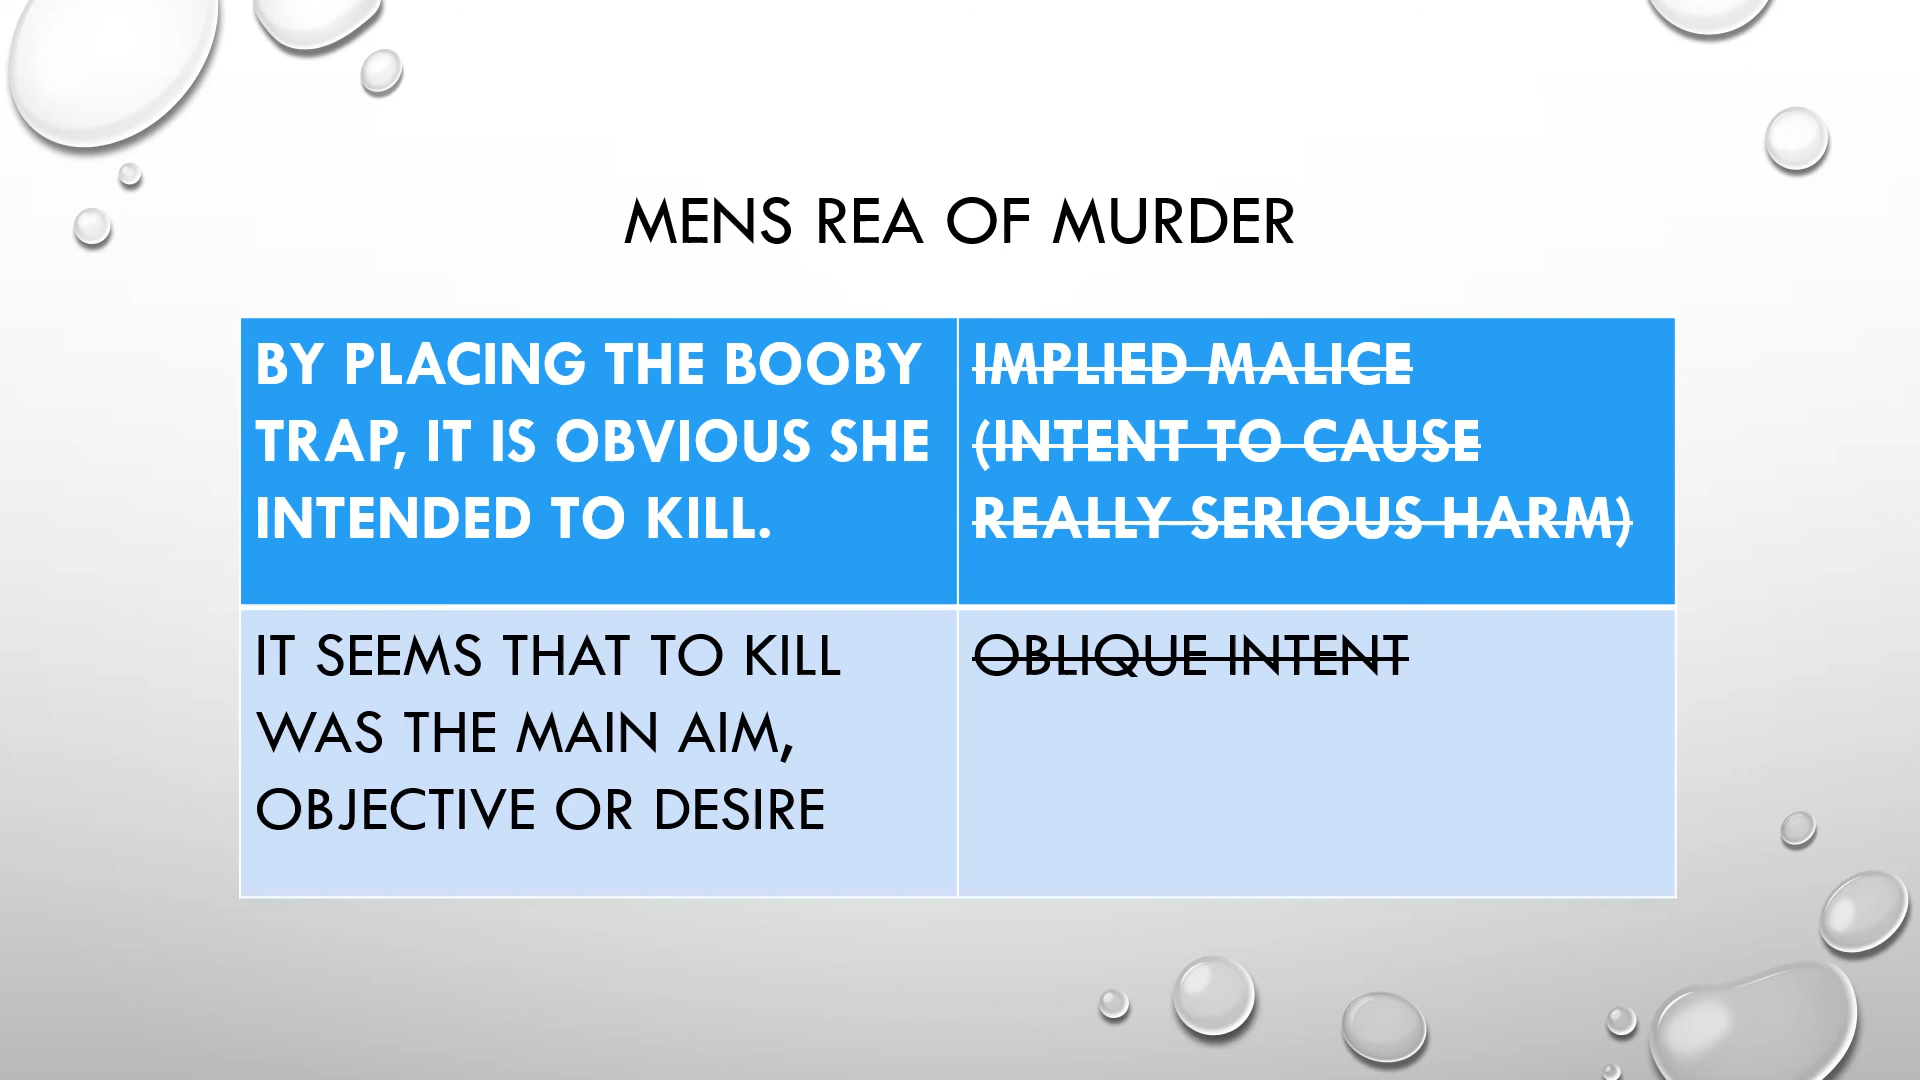 MENS REA OF MURDER
BY PLACING THE BOOBY
TRAP, IT IS OBVIOUS SHE
INTENDED TO KILL.
IMPLIED MALICE
(INTENT TO CAUSE
REALLY SERIOUS HARM)
IT SEEMS THAT TO KILL
WAS THE MAIN AIM,
OBJECTIVE OR DESIRE
OBLIQUE INTENT